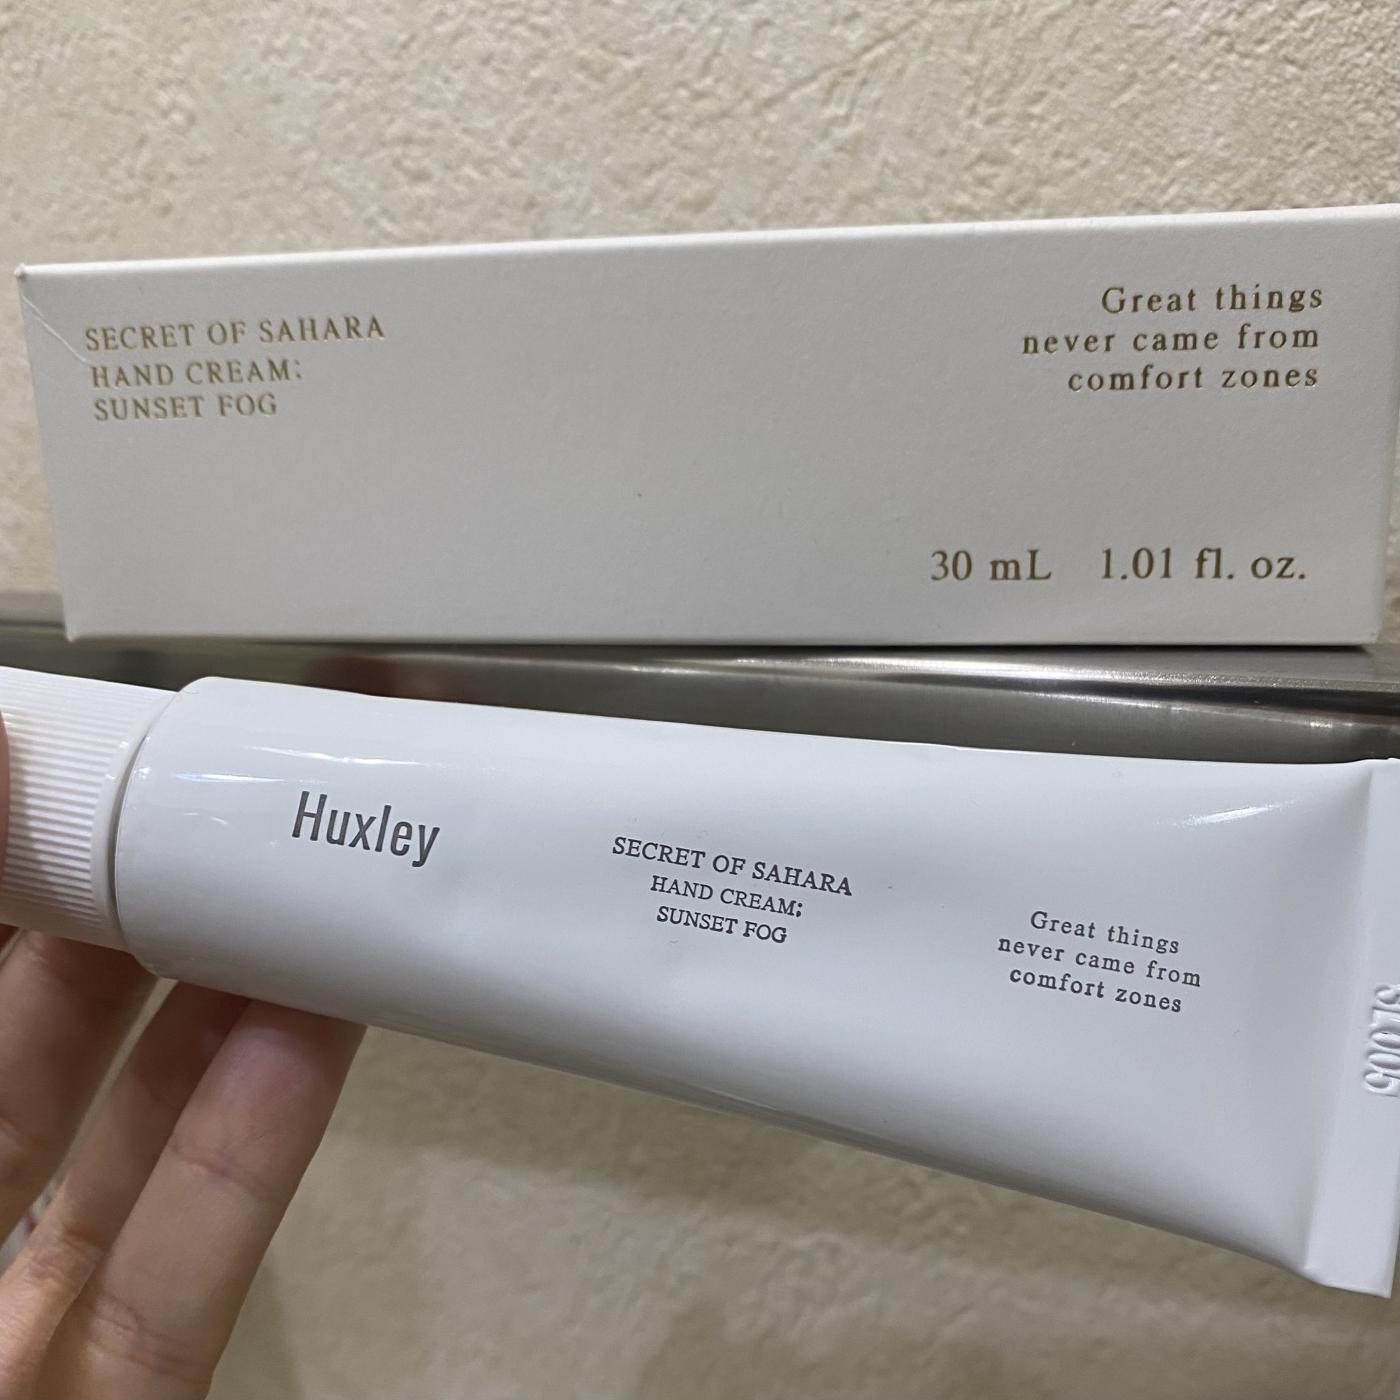 SECRET OF SAHARA
HAND CREAM:
SUNSET FOG
Great things
never came from
comfort zones
30 mL 1.01 fl. oz.
Huxley
SECRET OF SAHARA
HAND CREAM;
SUNSET FOG
Great things
never came from
comfort zones